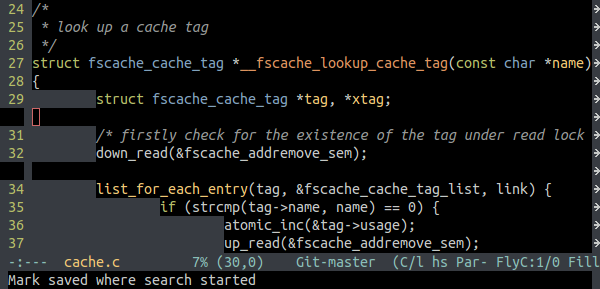 24 /*
25  * look up a cache tag
26  */
27 struct fscache_cache_tag *__fscache_lookup_cache_tag(const char *name)
28 {
29         struct fscache_cache_tag *tag, *xtag;

31         /* firstly check for the existence of the tag under read lock
32         down_read(&fscache_addremove_sem);

34         list_for_each_entry(tag, &fscache_cache_tag_list, link) {
35                 if (strcmp(tag->name, name) == 0) {
36                         atomic_inc(&tag->usage);
37                         up_read(&fscache_addremove_sem);
-:---  cache.c        7% (30,0)    Git-master  (C/l hs Par- FlyC:1/0 Fill
Mark saved where search started